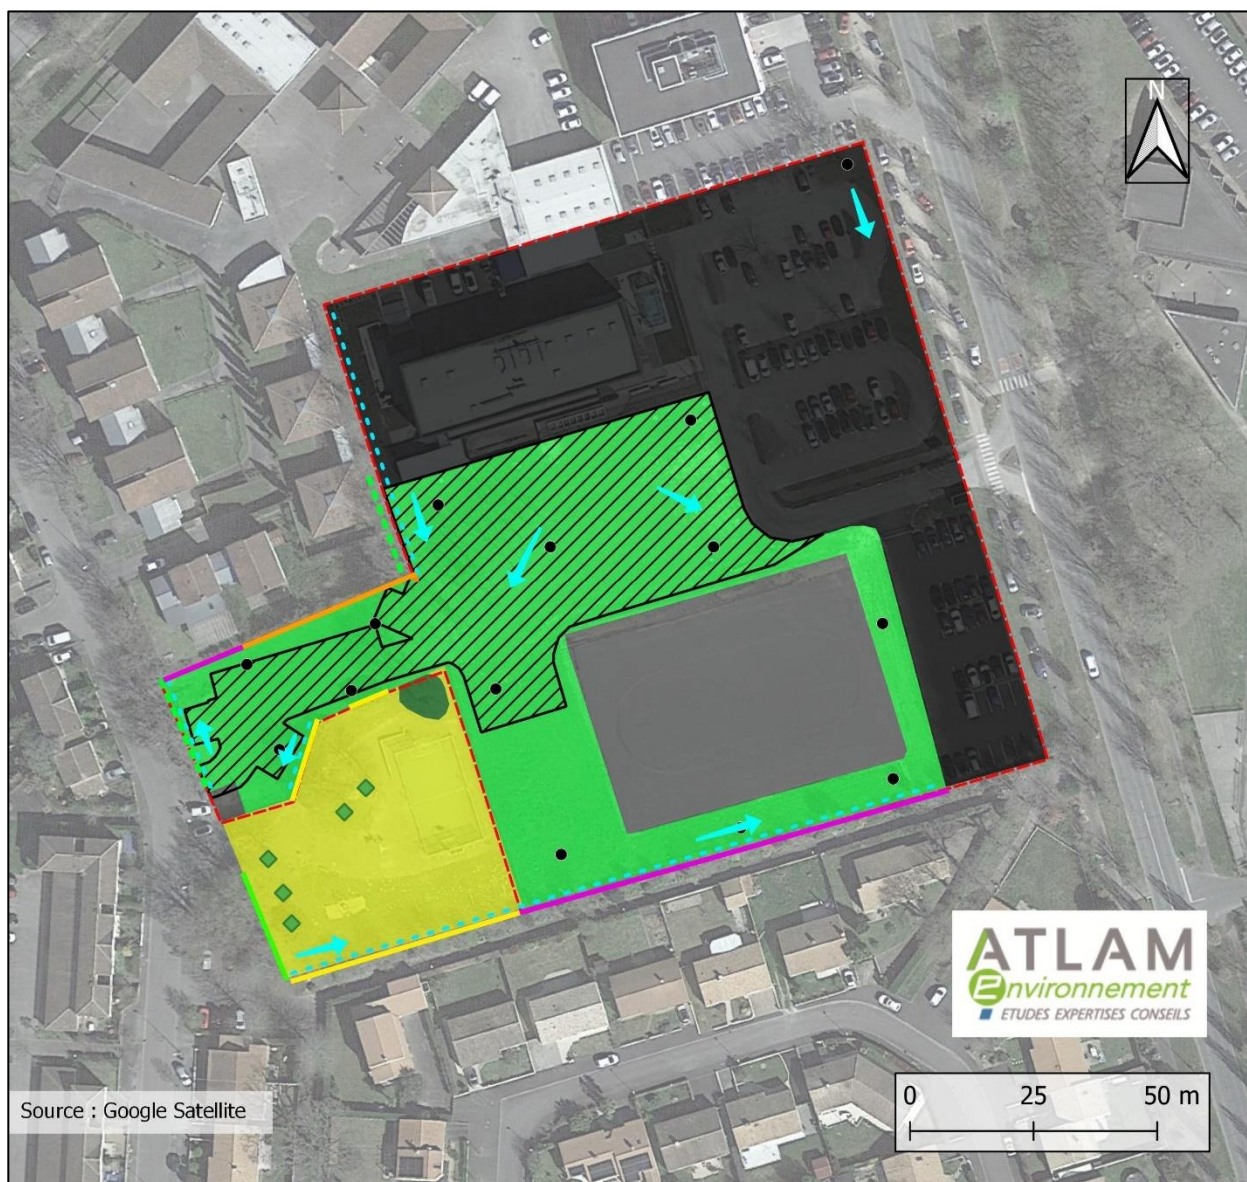 N
ATLAM
Environnement
ETUDES EXPERTISES CONSEILS
0 25 50 m
Source : Google Satellite